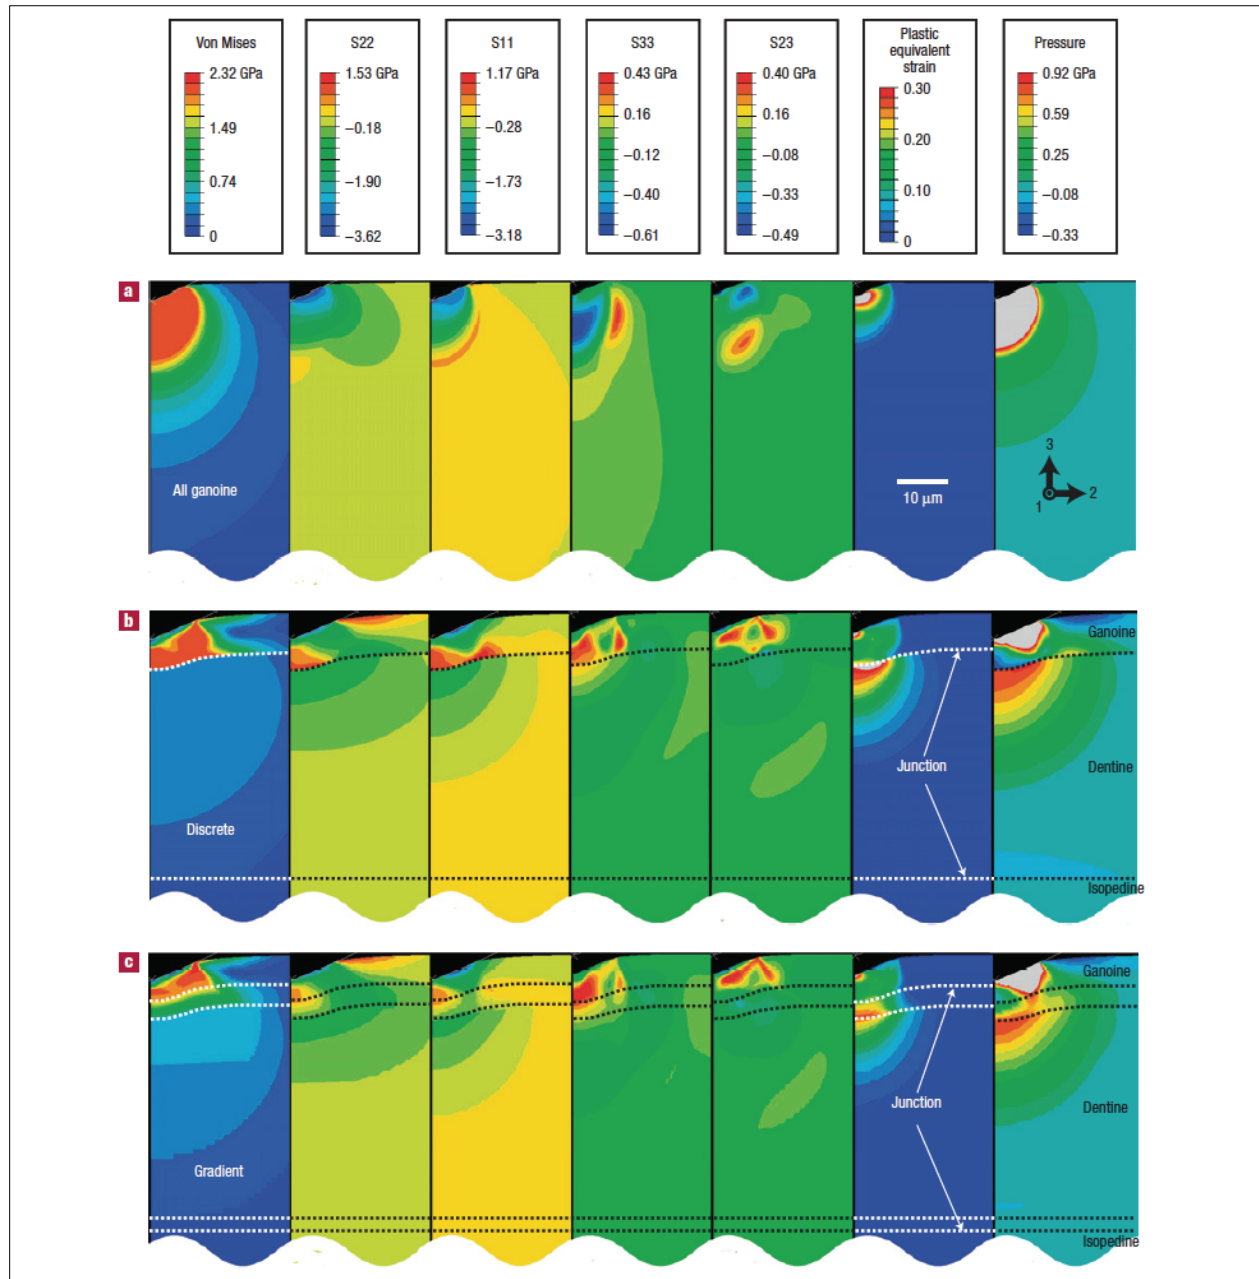 Von Mises
2.32 GPa
1.49
0.74
0
S22
1.53 GPa
–0.18
–1.90
–3.62
S11
1.17 GPa
–0.28
–1.73
–3.18
S33
0.43 GPa
0.16
–0.12
–0.40
–0.61
S23
0.40 GPa
0.16
–0.08
–0.33
–0.49
Plastic
equivalent
strain
0.30
0.20
0.10
0
Pressure
0.92 GPa
0.59
0.25
–0.08
–0.33
a
All ganoine
10 μm
3
2
1
b
Ganoine
Junction
Dentine
Discrete
Isopedine
c
Ganoine
Junction
Dentine
Gradient
Isopedine